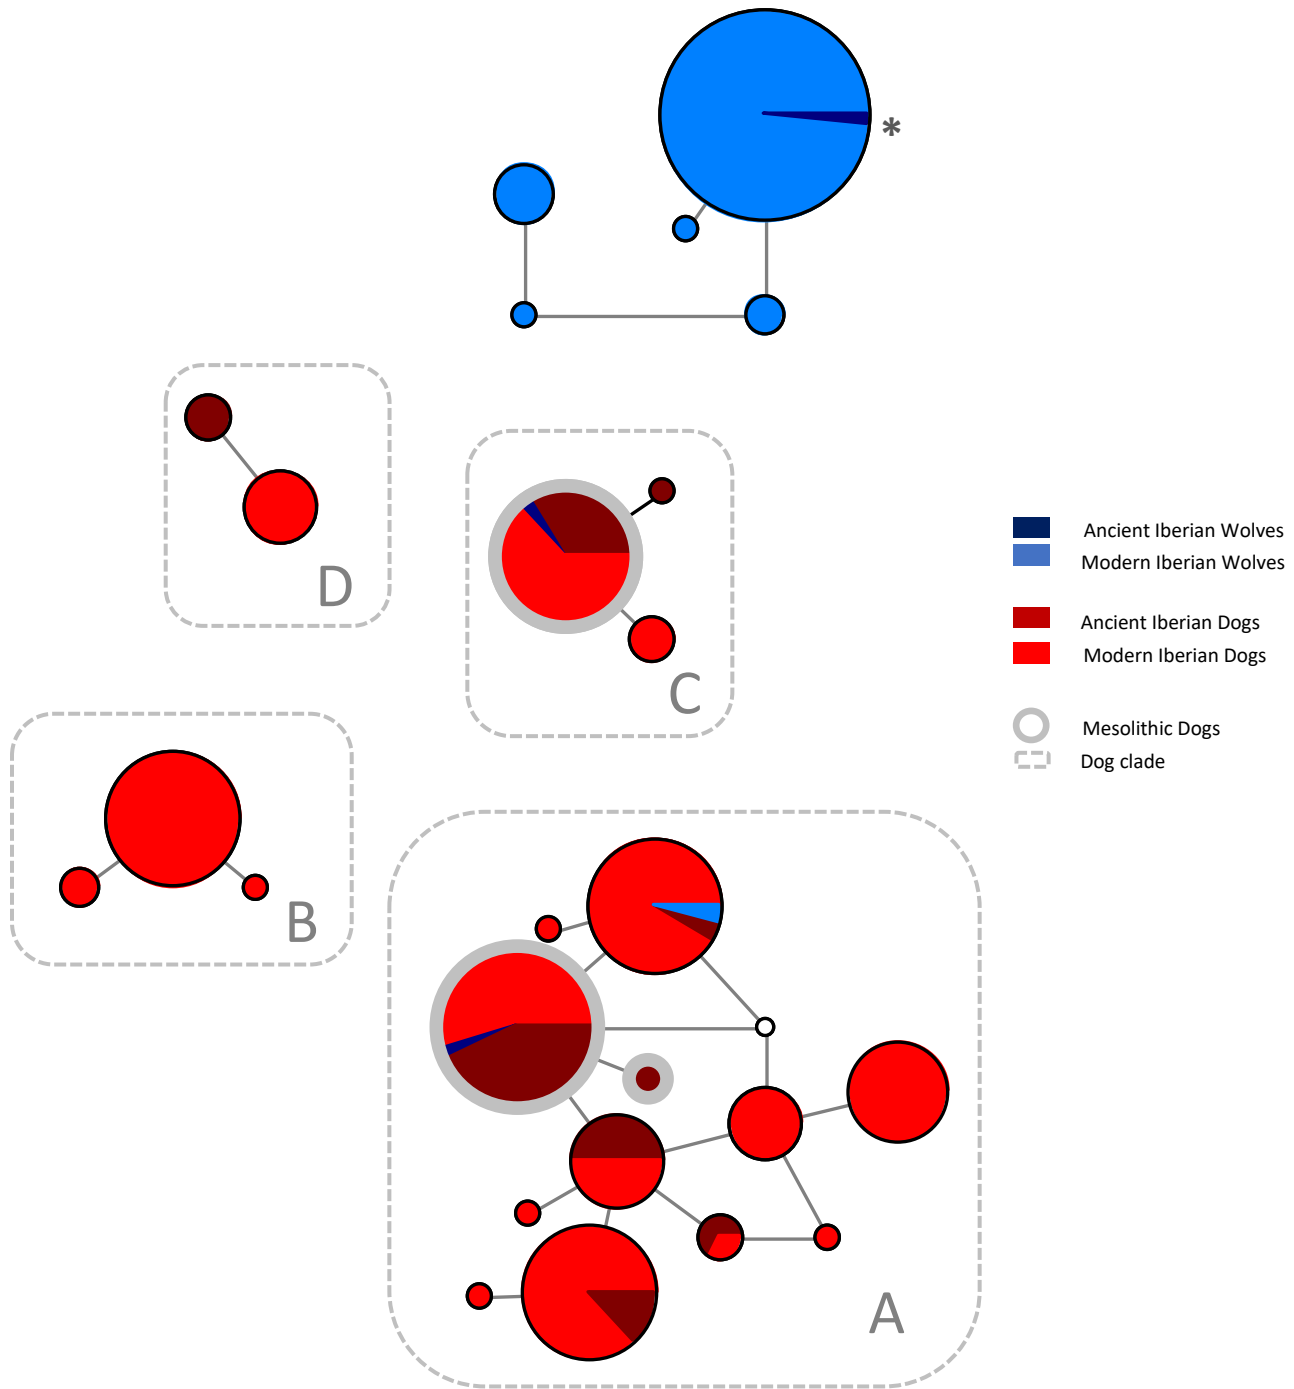 *
D
C
Ancient Iberian Wolves
Modern Iberian Wolves
Ancient Iberian Dogs
Modern Iberian Dogs
Mesolithic Dogs
Dog clade
B
A